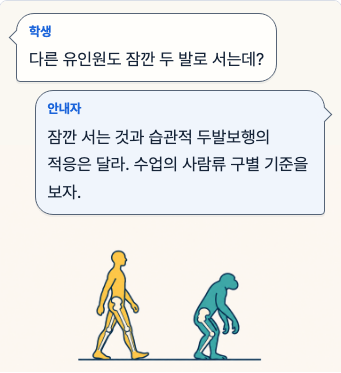 학생
다른 유인원도 잠깐 두 발로 서는데?
안내자
잠깐 서는 것과 습관적 두발보행의
적응은 달라. 수업의 사람류 구별 기준을
보자.